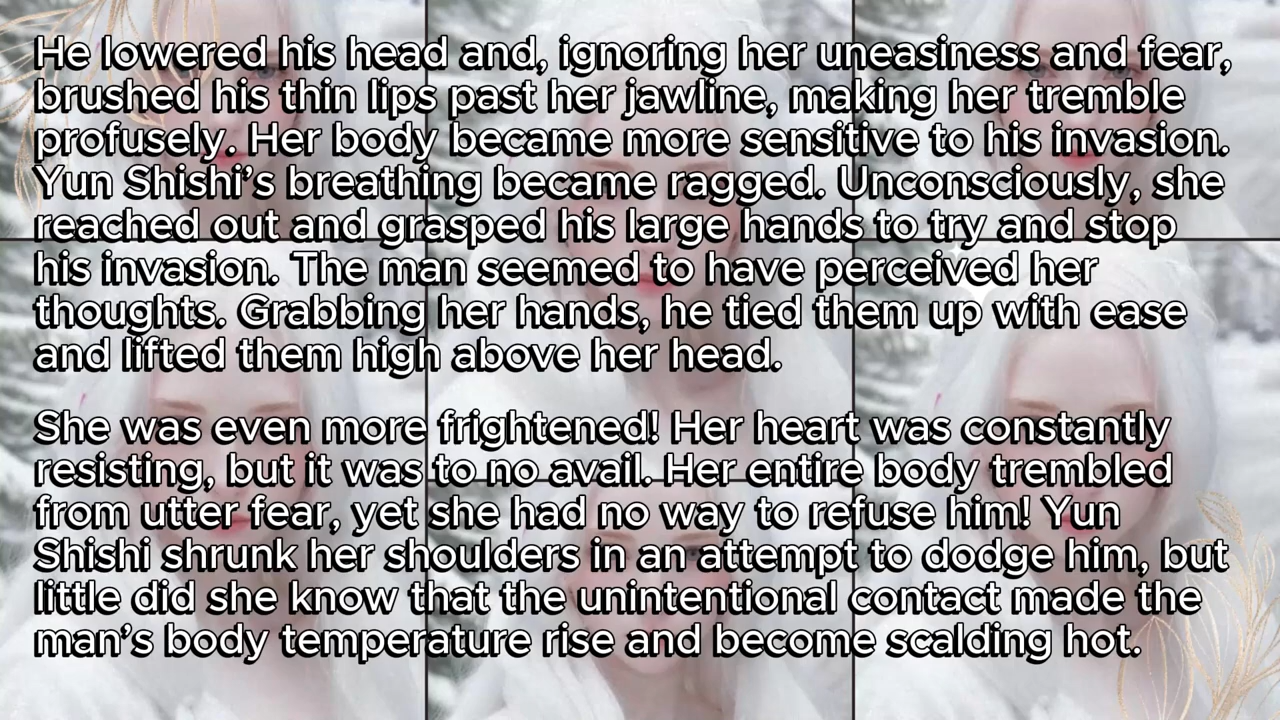 He lowered his head and, ignoring her uneasiness and fear,
brushed his thin lips past her jawline, making her tremble
profusely. Her body became more sensitive to his invasion.
Yun Shishi’s breathing became ragged. Unconsciously, she
reached out and grasped his large hands to try and stop
his invasion. The man seemed to have perceived her
thoughts. Grabbing her hands, he tied them up with ease
and lifted them high above her head.
She was even more frightened! Her heart was constantly
resisting, but it was to no avail. Her entire body trembled
from utter fear, yet she had no way to refuse him! Yun
Shishi shrunk her shoulders in an attempt to dodge him, but
little did she know that the unintentional contact made the
man’s body temperature rise and become scalding hot.